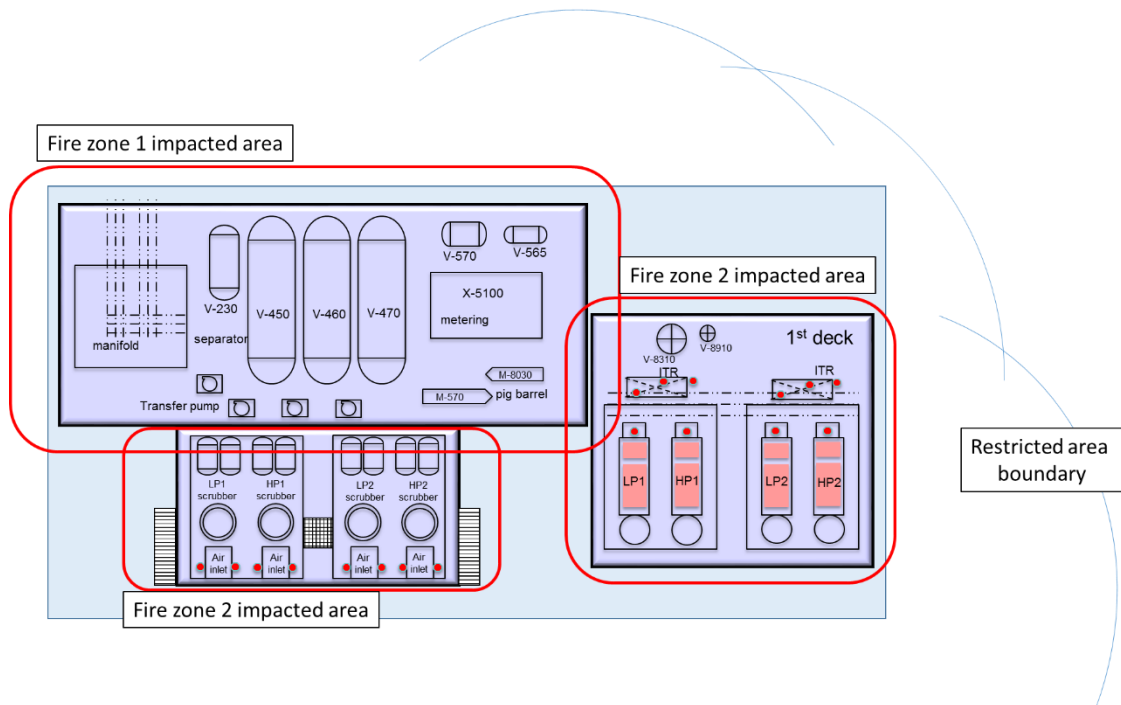 Fire zone 1 impacted area
V-230
V-450
V-460
V-470
V-570
V-565
X-5100
metering
manifold
separator
M-8030
M-570
pig barrel
Transfer pump
Fire zone 2 impacted area
V-8310
V-8910
1st deck
ITR
ITR
LP1
HP1
LP2
HP2
Restricted area
boundary
LP1
scrubber
HP1
scrubber
LP2
scrubber
HP2
scrubber
Air
inlet
Air
inlet
Air
inlet
Air
inlet
Fire zone 2 impacted area